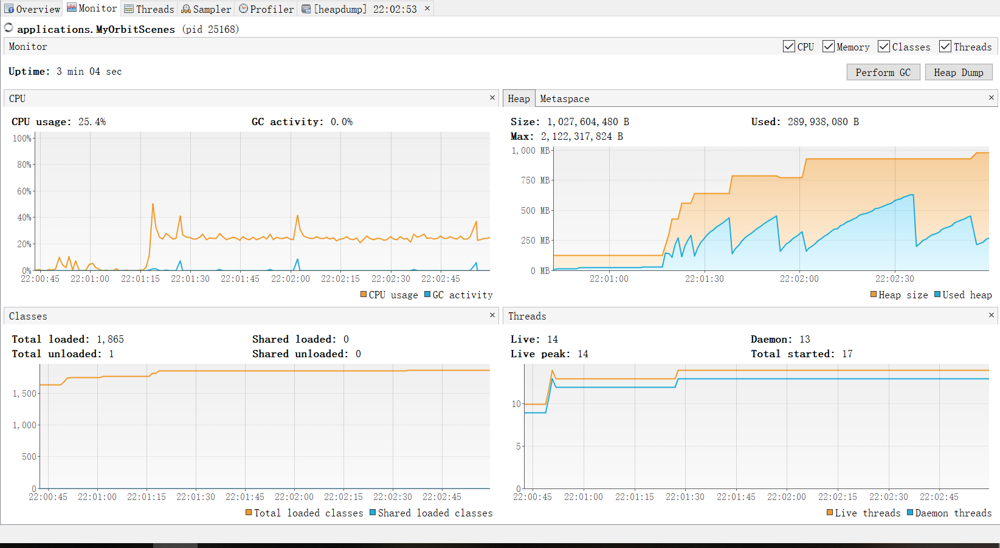 Overview Monitor Threads Sampler Profiler [heapdump] 22:02:53 ×
applications.MyOrbitScenes (pid 25168)
Monitor CPU Memory Classes Threads
Uptime: 3 min 04 sec Perform GC Heap Dump
CPU ×
CPU usage: 25.4% GC activity: 0.0%
100%
80%
60%
40%
20%
0%
22:00:45 22:01:00 22:01:15 22:01:30 22:01:45 22:02:00 22:02:15 22:02:30 22:02:45
CPU usage GC activity
Heap Metaspace ×
Size: 1,027,604,480 B Used: 289,938,080 B
Max: 2,122,317,824 B
1,000 MB
750 MB
500 MB
250 MB
0 MB
22:01:00 22:01:30 22:02:00 22:02:30
Heap size Used heap
Classes ×
Total loaded: 1,865 Shared loaded: 0
Total unloaded: 1 Shared unloaded: 0
1,500
1,000
500
0
22:00:45 22:01:00 22:01:15 22:01:30 22:01:45 22:02:00 22:02:15 22:02:30 22:02:45
Total loaded classes Shared loaded classes
Threads ×
Live: 14 Daemon: 13
Live peak: 14 Total started: 17
10
5
0
22:00:45 22:01:00 22:01:15 22:01:30 22:01:45 22:02:00 22:02:15 22:02:30 22:02:45
Live threads Daemon threads